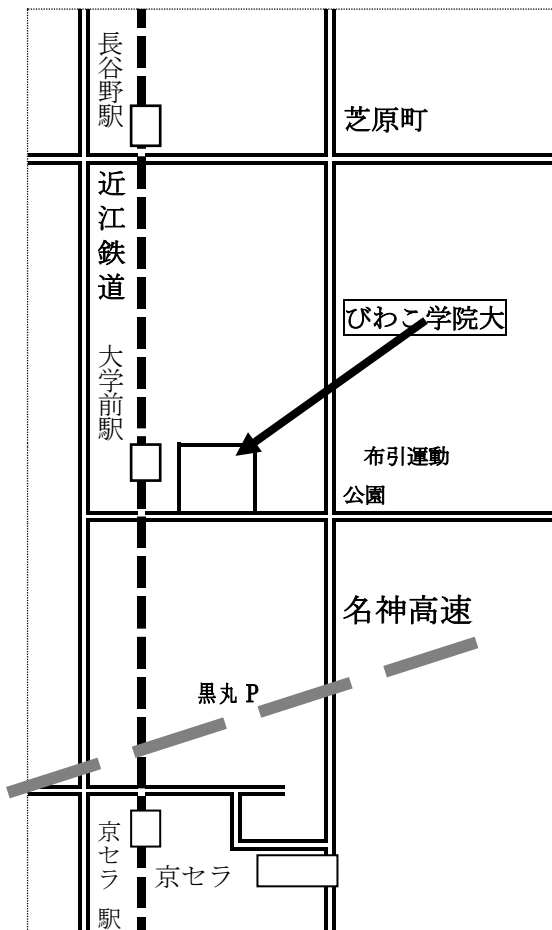 長谷野駅
芝原町
近江鉄道
びわこ学院大
大学前駅
布引運動
公園
名神高速
黒丸 P
京セラ 駅
京セラ